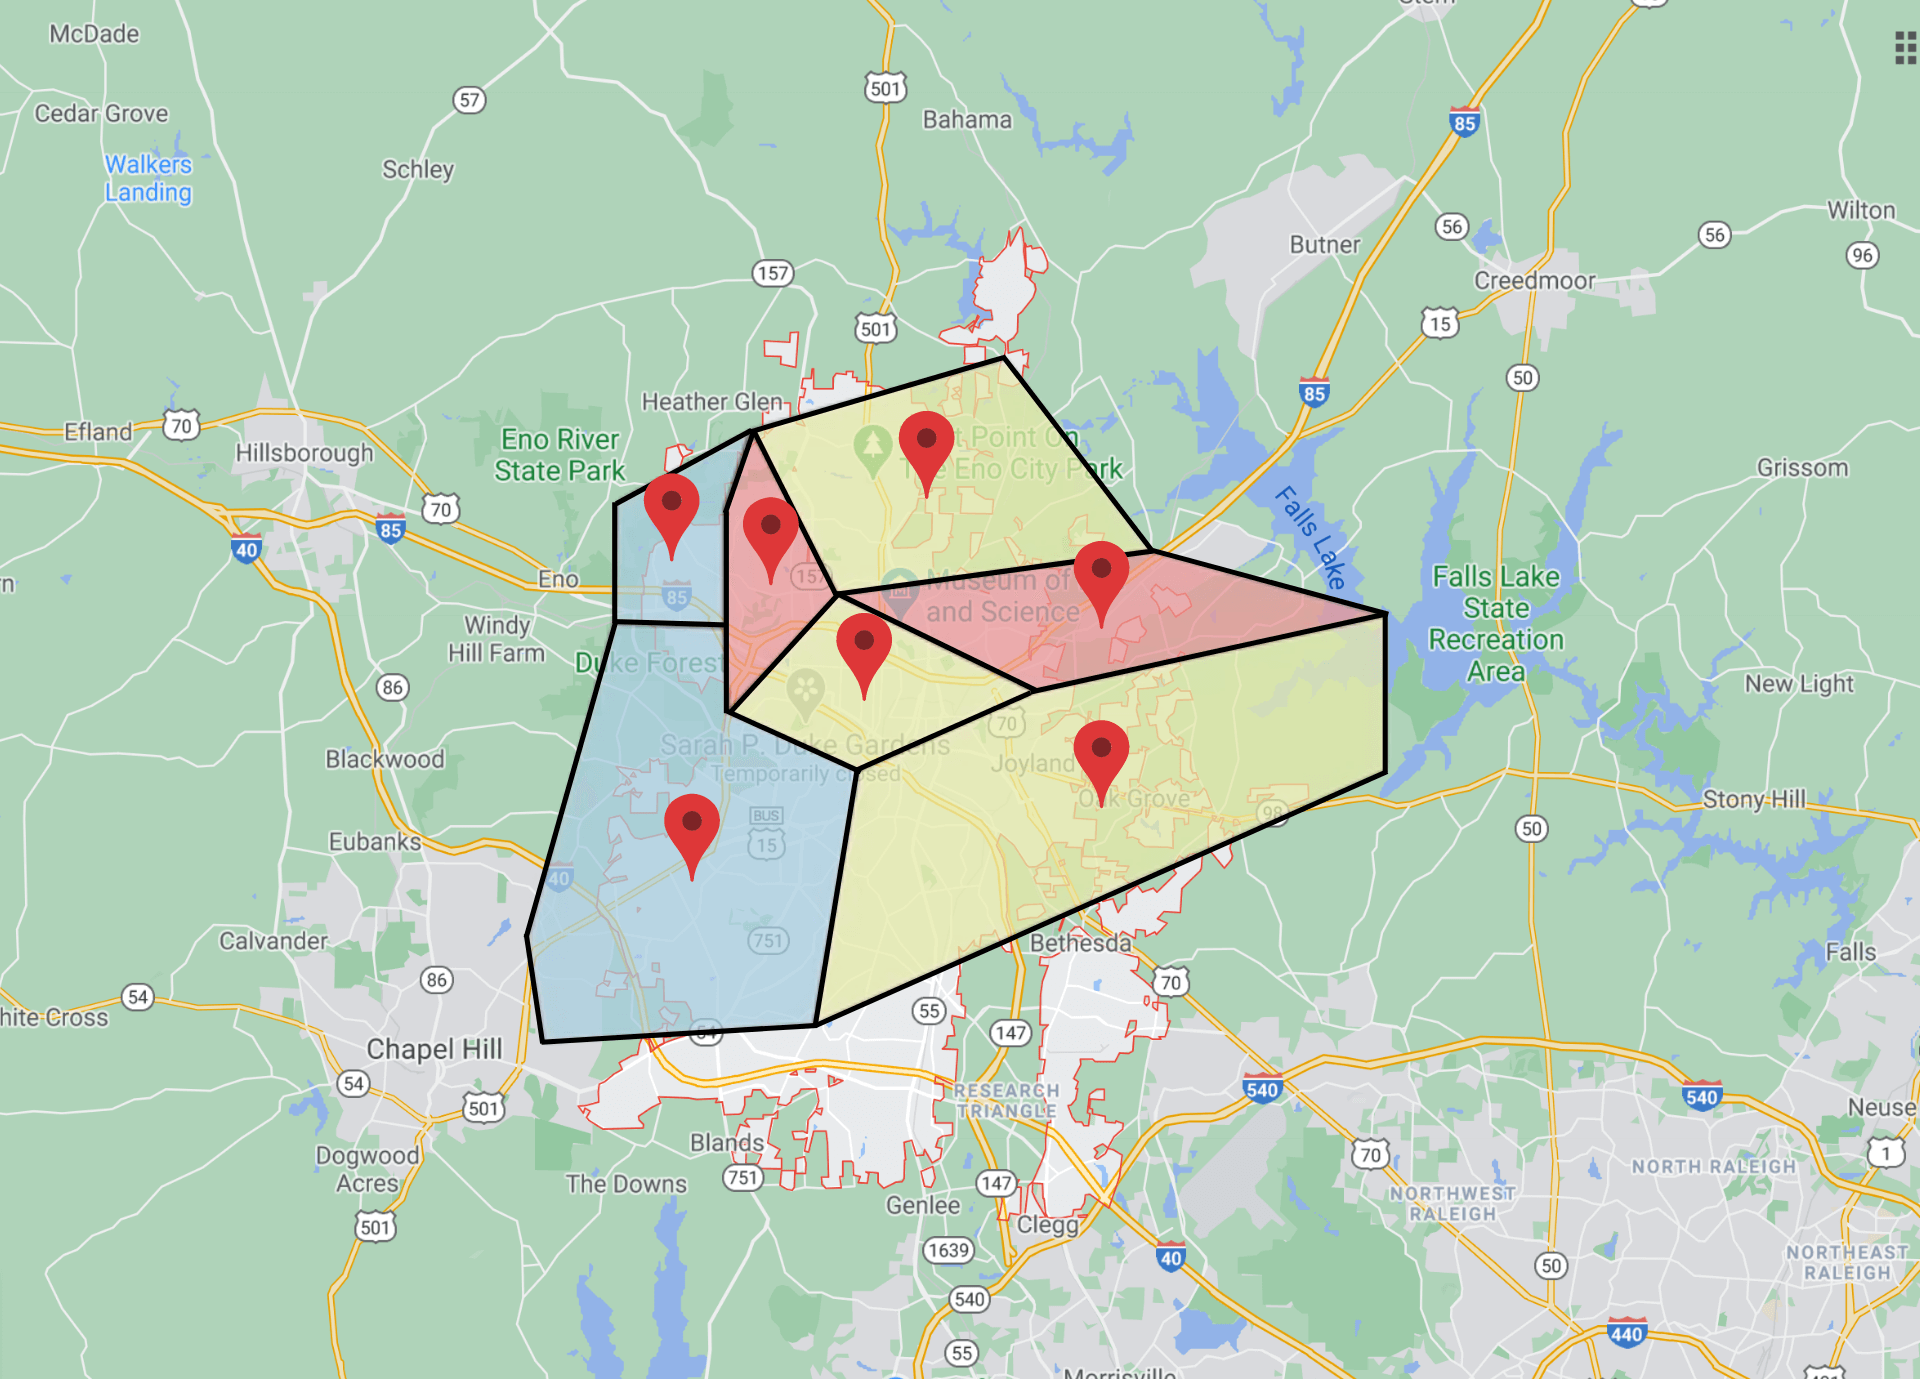 Stem
McDade
501
57
Cedar Grove
Bahama
85
Walkers
Landing
Schley
Wilton
56
56
Butner
96
157
Creedmoor
501
15
50
85
Heather Glen
70
Efland
Eno River
State Park
Hillsborough
Point On
The Eno City Park
Grissom
70
85
40
Falls Lake
Eno
157
85
Museum of
and Science
Falls Lake
State
Recreation
Area
Windy
Hill Farm
Duke Forest
86
New Light
70
Sarah P. Duke Gardens
Temporarily closed
Blackwood
Joyland
Oak Grove
Stony Hill
98
BUS
15
50
Eubanks
40
Calvander
751
Bethesda
Falls
86
70
54
55
hite Cross
54
147
Chapel Hill
54
RESEARCH
TRIANGLE
540
540
501
Neuse
Blands
Dogwood
Acres
70
1
NORTH RALEIGH
The Downs
751
147
NORTHWEST
RALEIGH
Genlee
501
Clegg
1639
40
50
NORTHEAST
RALEIGH
540
440
55
Morrisville